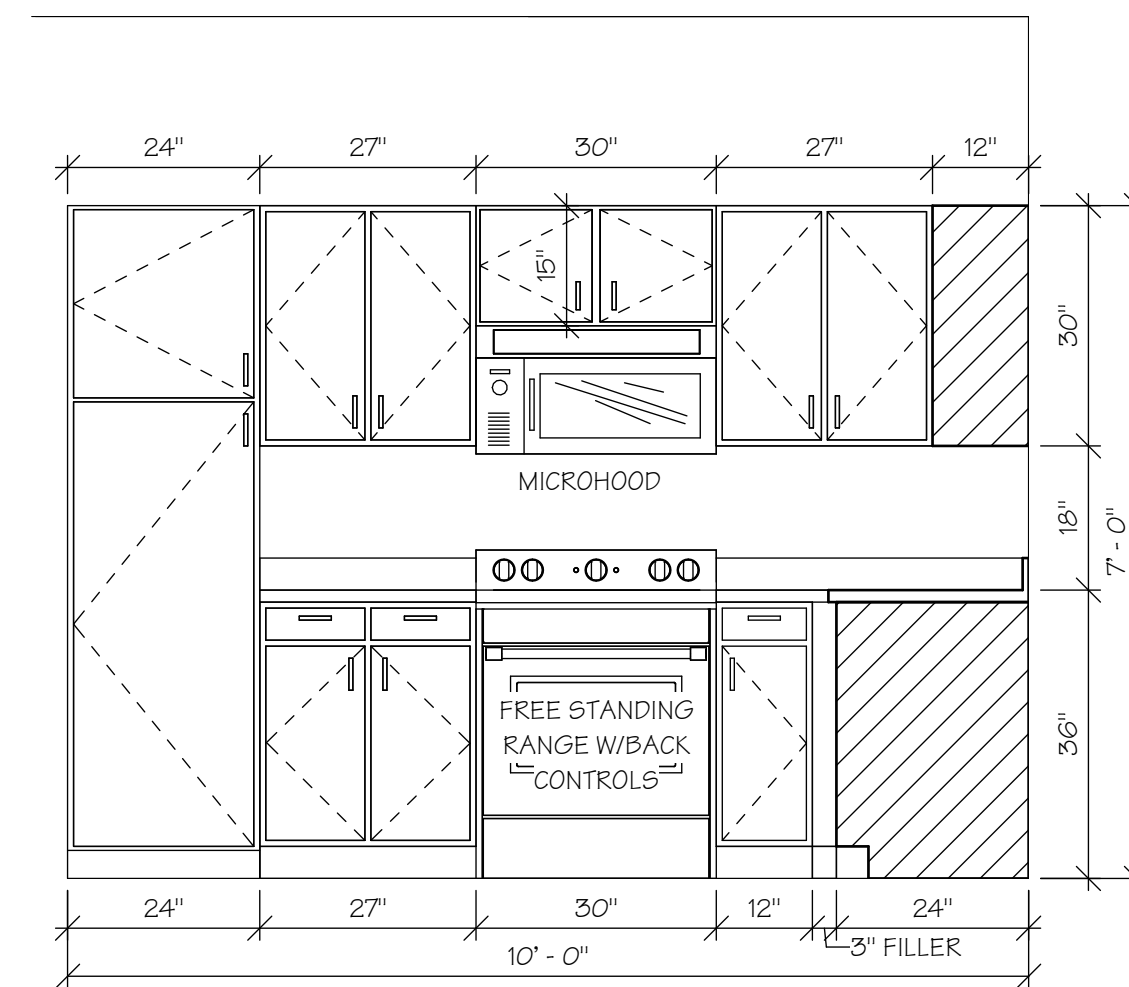 24" 27" 30" 27" 12"
15"
30"
MICROHOOD
18"
7' - 0"
FREE STANDING
RANGE W/BACK
CONTROLS
36"
24" 27" 30" 12" 24"
3" FILLER
10' - 0"